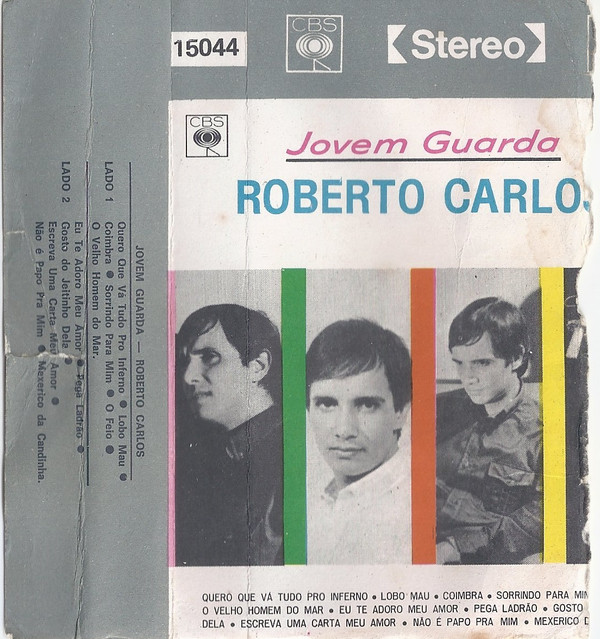 15044
CBS
Stereo
CBS
Jovem Guarda
ROBERTO CARLOS
QUERO QUE VÁ TUDO PRO INFERNO • LOBO MAU • COIMBRA • SORRINDO PARA MIM
O VELHO HOMEM DO MAR • EU TE ADORO MEU AMOR • PEGA LADRÃO • GOSTO
DELA • ESCREVA UMA CARTA MEU AMOR • NÃO É PAPO PRA MIM • MEXERICO D
JOVEM GUARDA — ROBERTO CARLOS
LADO 1
Quero Que Vá Tudo Pro Inferno • Lobo Mau •
Coimbra • Sorrindo Para Mim • O Feio •
O Velho Homem do Mar.
LADO 2
Eu Te Adoro Meu Amor • Pega Ladrão •
Gosto do Jeitinho Dela •
Escreva Uma Carta Meu Amor •
Não é Papo Pra Mim • Mexerico da Candinha.